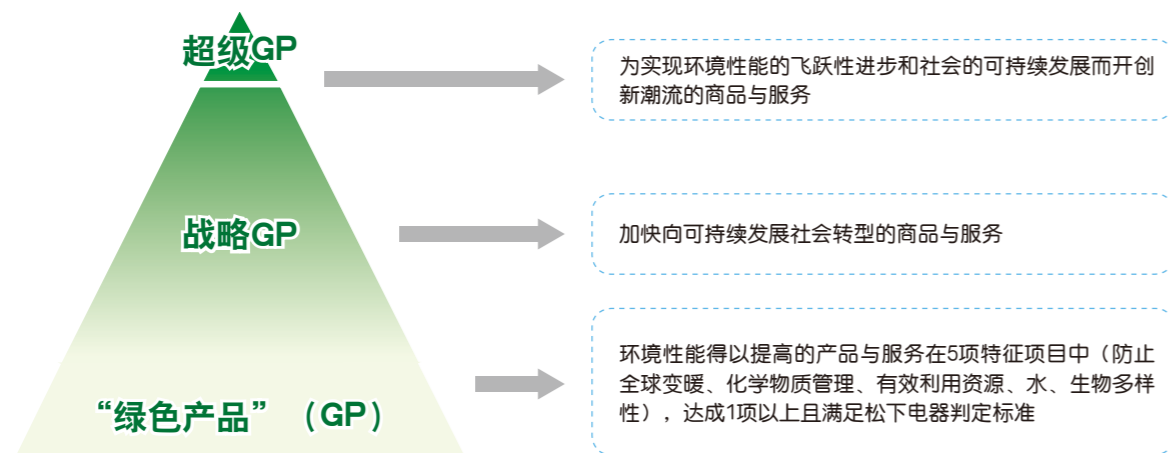 超级GP
为实现环境性能的飞跃性进步和社会的可持续发展而开创
新潮流的商品与服务
战略GP
加快向可持续发展社会转型的商品与服务
“绿色产品”（GP）
环境性能得以提高的产品与服务在5项特征项目中（防止
全球变暖、化学物质管理、有效利用资源、水、生物多样
性），达成1项以上且满足松下电器判定标准